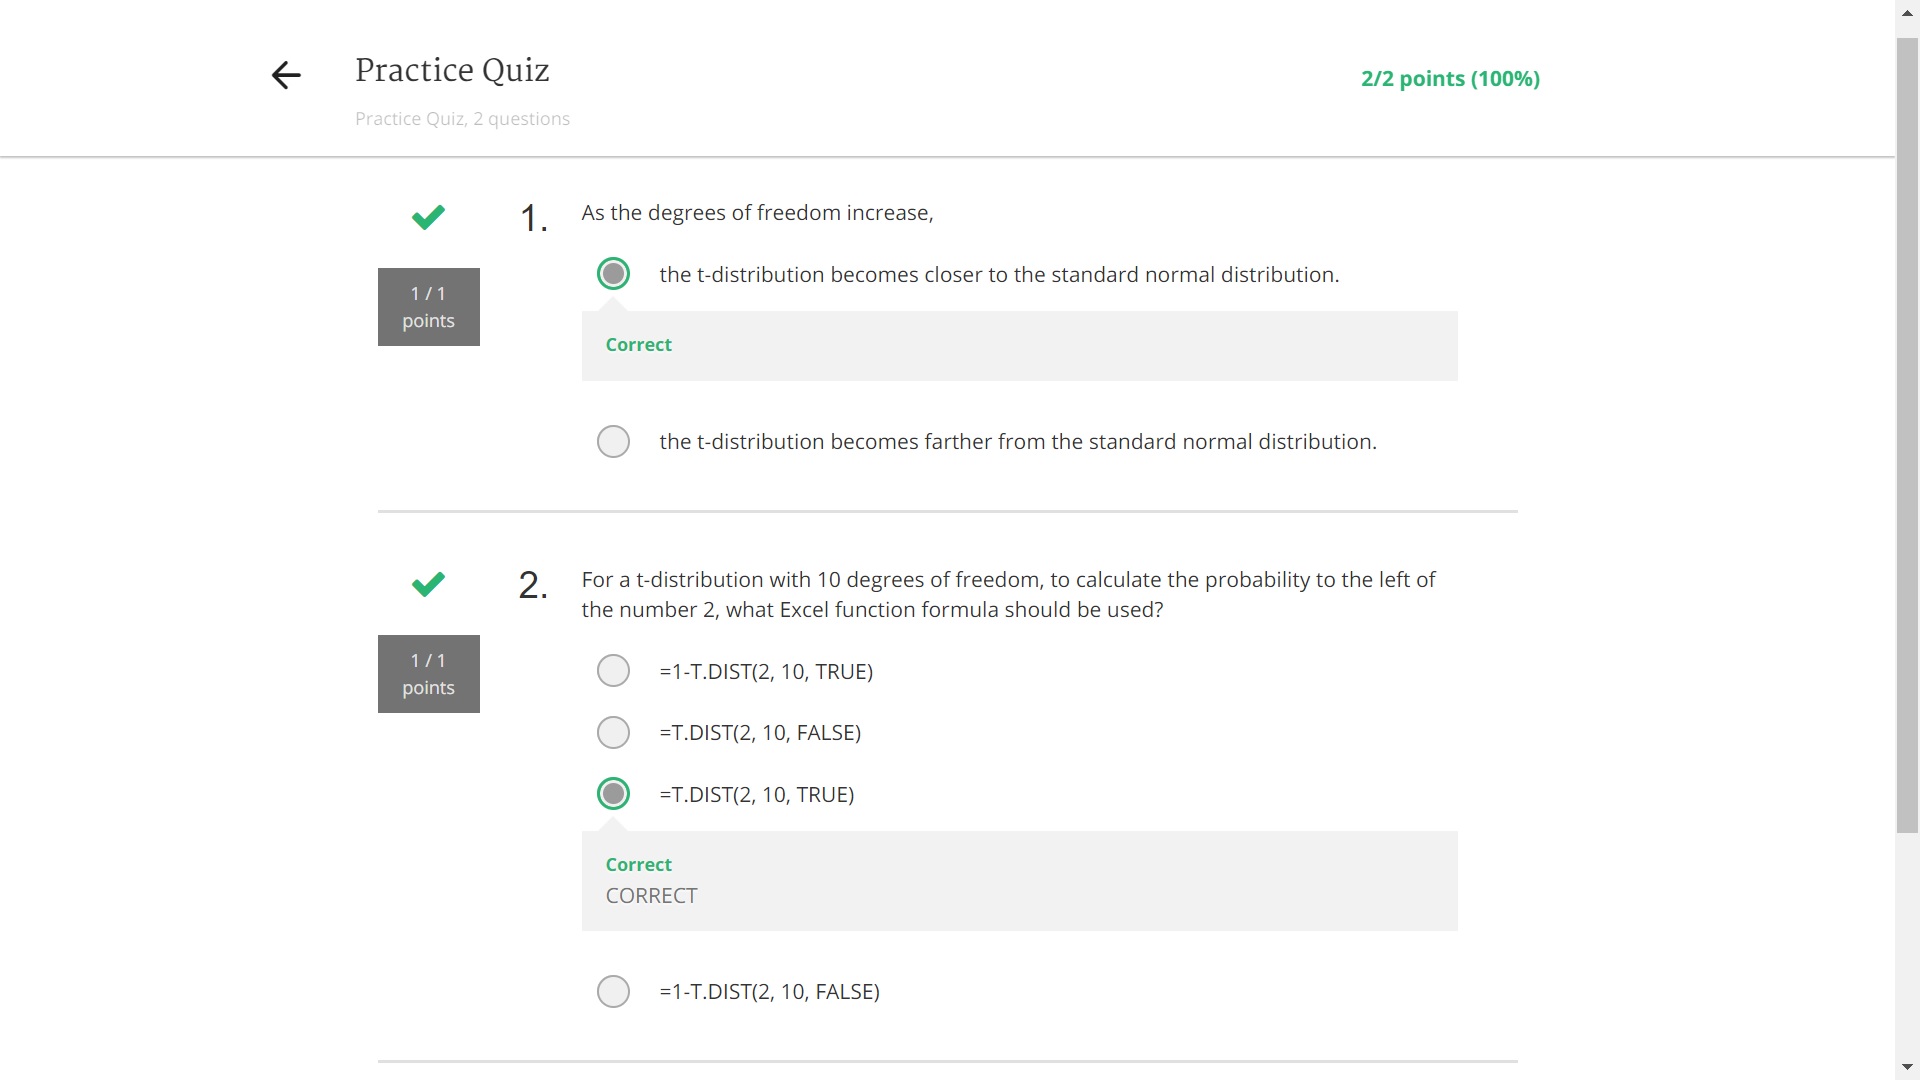 Practice Quiz
2/2 points (100%)
Practice Quiz, 2 questions
1.
As the degrees of freedom increase,
1 / 1
points
the t-distribution becomes closer to the standard normal distribution.
Correct
the t-distribution becomes farther from the standard normal distribution.
2.
For a t-distribution with 10 degrees of freedom, to calculate the probability to the left of
the number 2, what Excel function formula should be used?
1 / 1
points
=1-T.DIST(2, 10, TRUE)
=T.DIST(2, 10, FALSE)
=T.DIST(2, 10, TRUE)
Correct
CORRECT
=1-T.DIST(2, 10, FALSE)